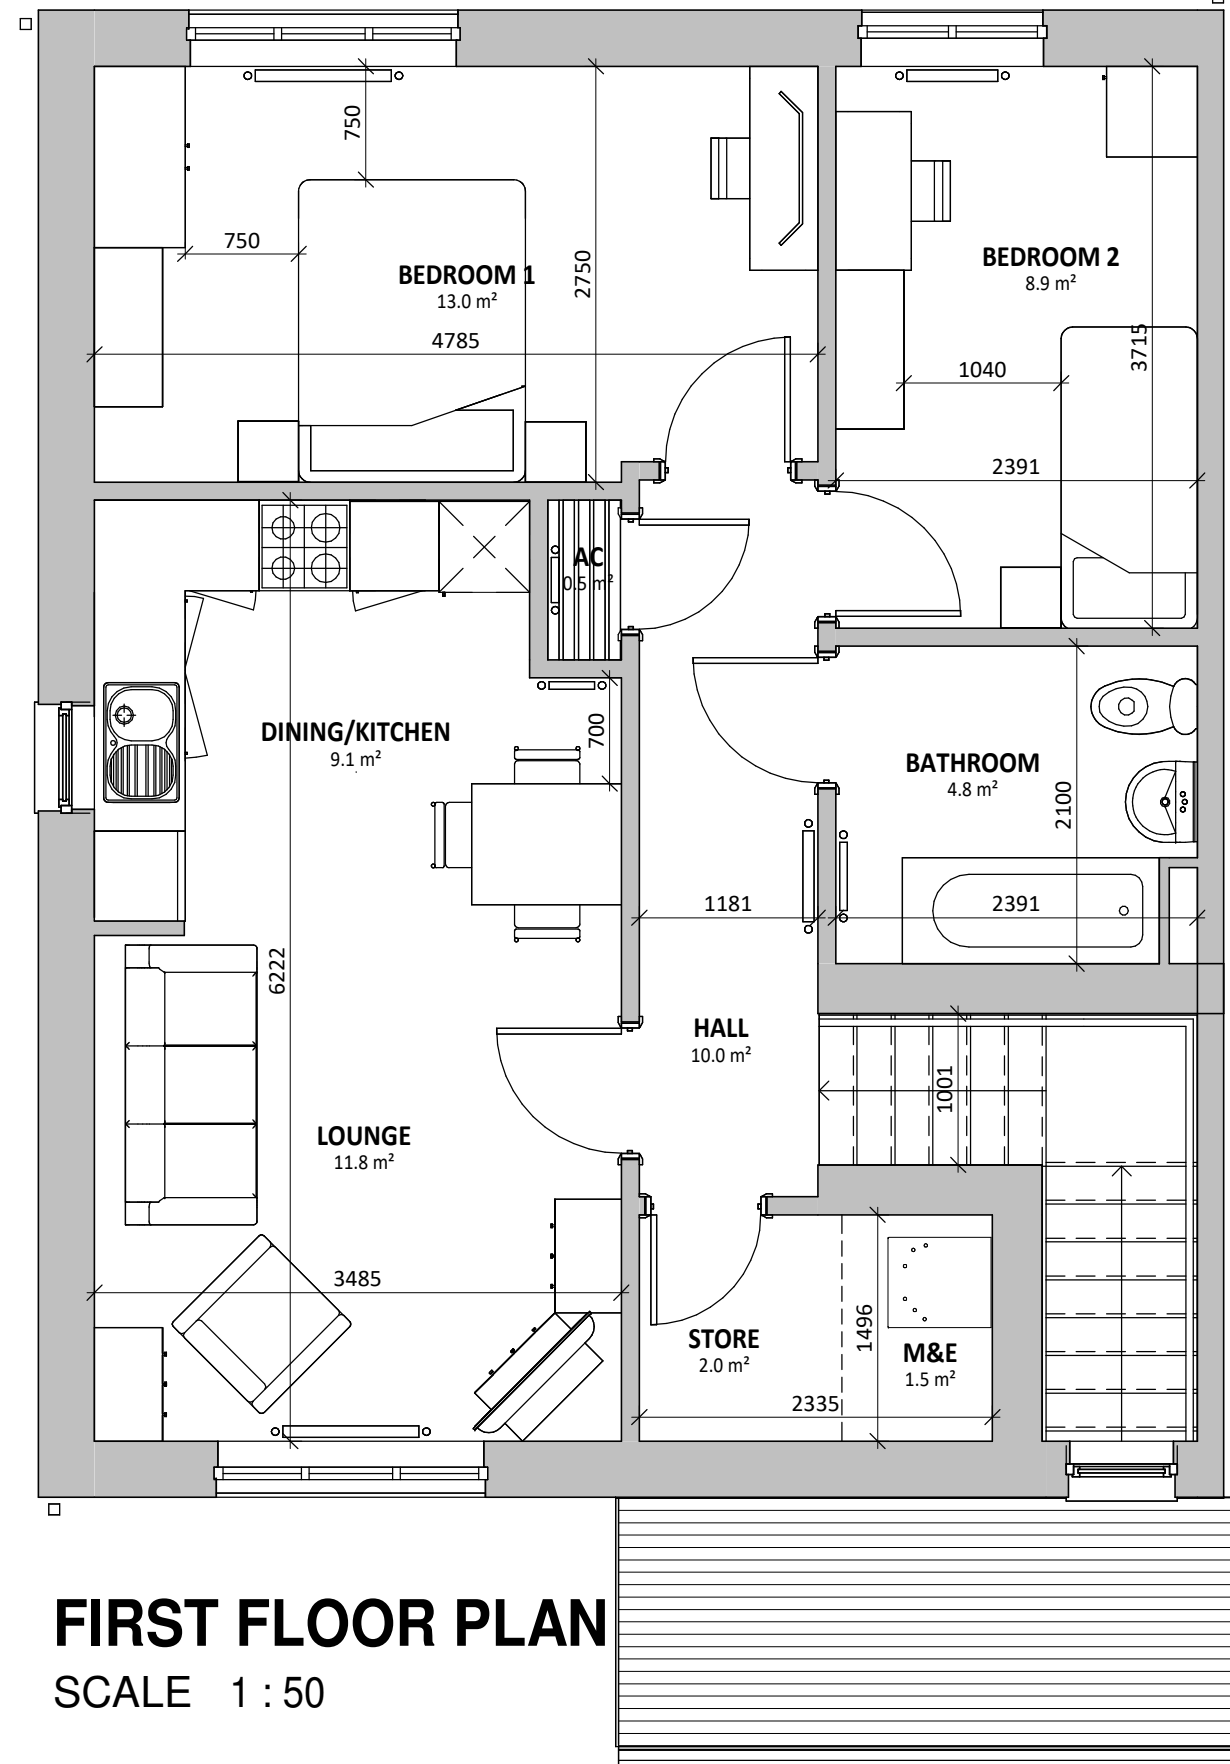 750
750
2750
BEDROOM 1
13.0 m²
4785
BEDROOM 2
8.9 m²
3715
1040
2391
AC
0.5 m²
DINING/KITCHEN
9.1 m²
700
BATHROOM
4.8 m²
2100
1181
2391
6222
HALL
10.0 m²
1001
LOUNGE
11.8 m²
3485
STORE
2.0 m²
1496
M&E
1.5 m²
2335
FIRST FLOOR PLAN
SCALE 1 : 50